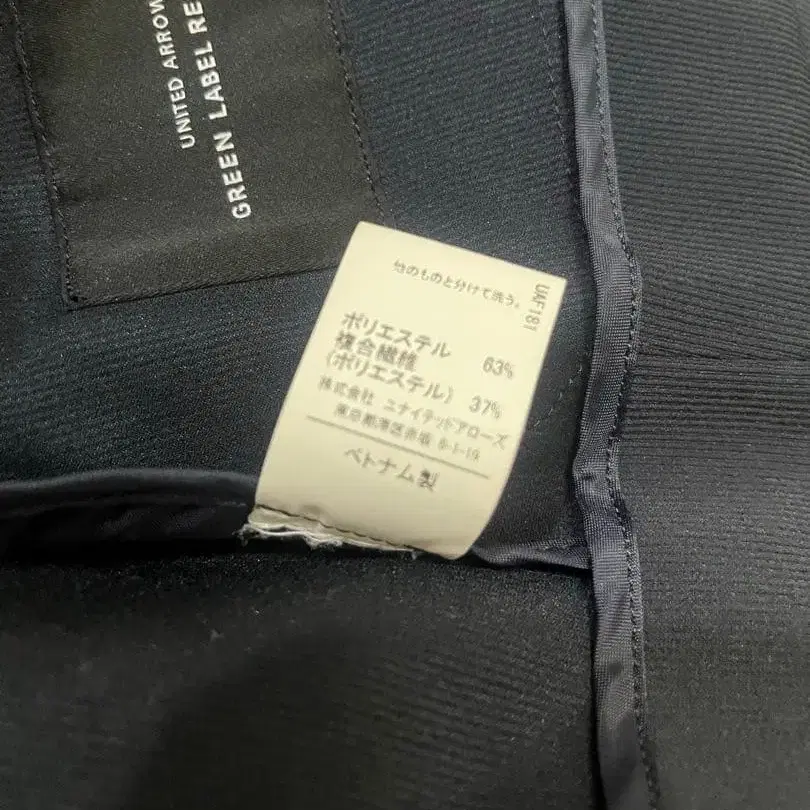 UNITED ARROW
GREEN LABEL RE
他のものと分けて洗う。
UAF181
ポリエステル 63%
複合繊維
(ポリエステル) 37%
株式会社 ユナイテッドアローズ
東京都港区赤坂 8-1-19
ベトナム製